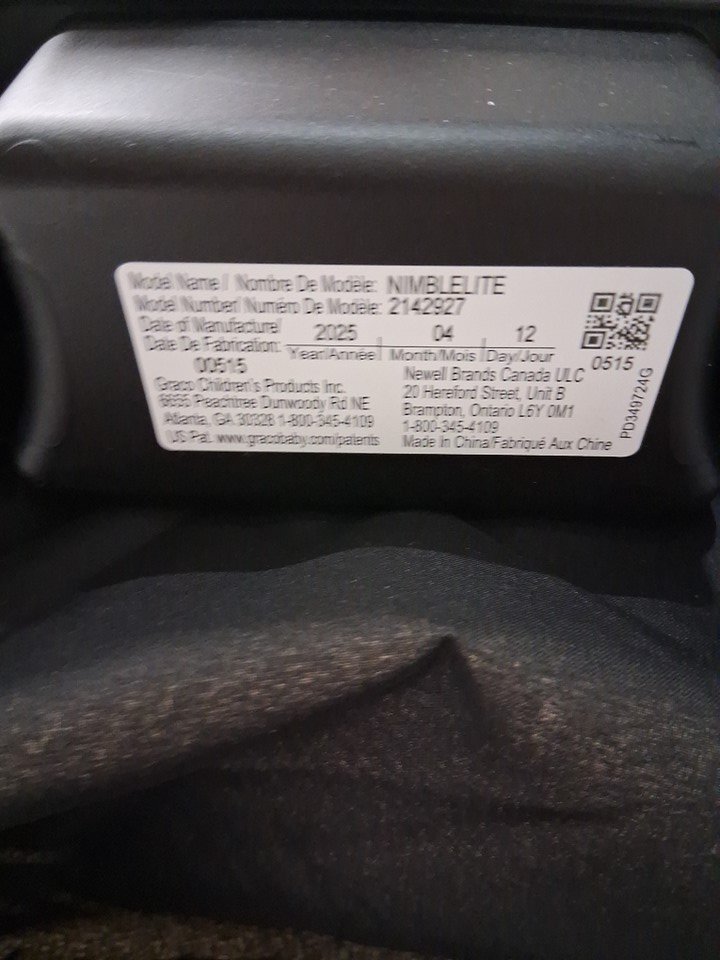 Model Name / Nombre De Modèle: NIMBLELITE
Model Number/ Numéro De Modèle: 2142927
Date of Manufacture/
Date De Fabrication: 2025 04 12
Year/Année Month/Mois Day/Jour
00515
Graco Children's Products Inc.
6655 Peachtree Dunwoody Rd NE
Atlanta, GA 30328 1-800-345-4109
US Pat. www.gracobaby.com/patents
Newell Brands Canada ULC
20 Hereford Street, Unit B
Brampton, Ontario L6Y 0M1
1-800-345-4109
Made In China/Fabriqué Aux Chine
0515
PD349724G